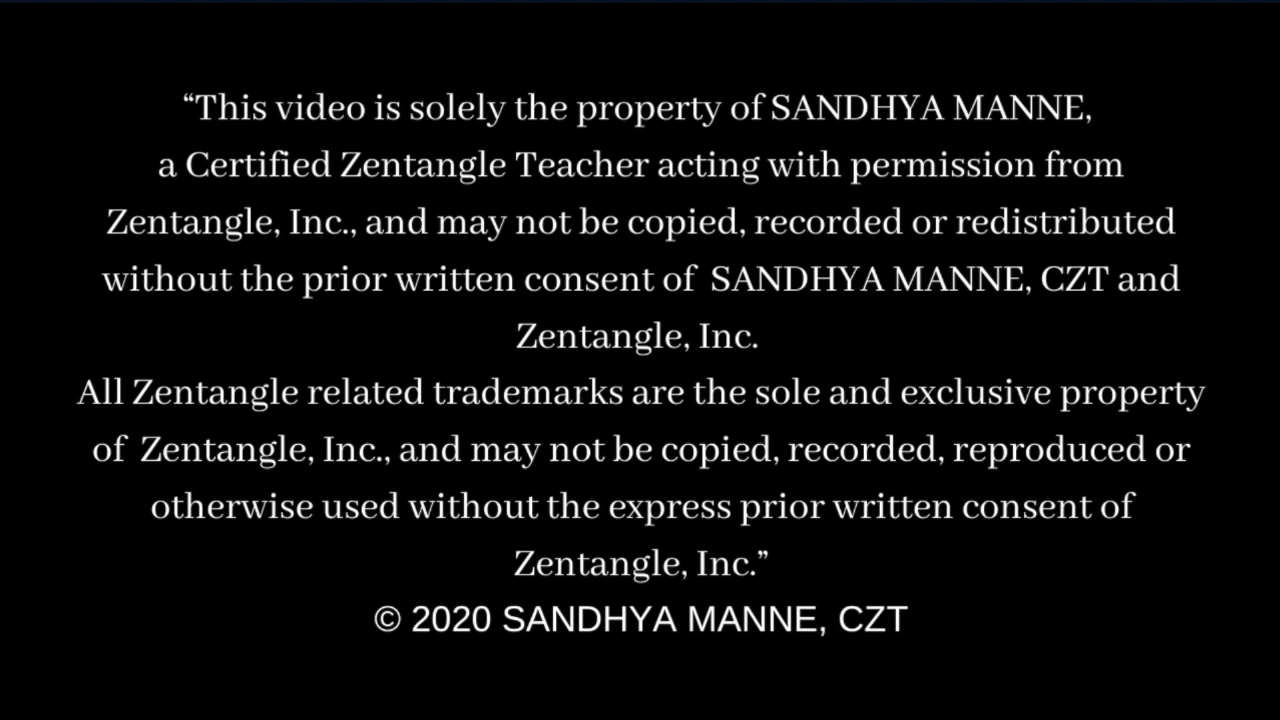 “This video is solely the property of SANDHYA MANNE,
a Certified Zentangle Teacher acting with permission from
Zentangle, Inc., and may not be copied, recorded or redistributed
without the prior written consent of  SANDHYA MANNE, CZT and
Zentangle, Inc.
All Zentangle related trademarks are the sole and exclusive property
of  Zentangle, Inc., and may not be copied, recorded, reproduced or
otherwise used without the express prior written consent of
Zentangle, Inc.”
© 2020 SANDHYA MANNE, CZT